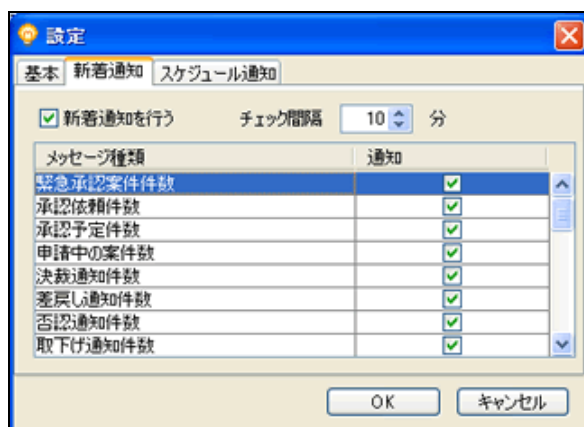 設定
基本 新着通知 スケジュール通知
新着通知を行う チェック間隔 10 分
メッセージ種類 通知
緊急承認案件件数
承認依頼件数
承認予定件数
申請中の案件数
決裁通知件数
差戻し通知件数
否認通知件数
取下げ通知件数
OK キャンセル